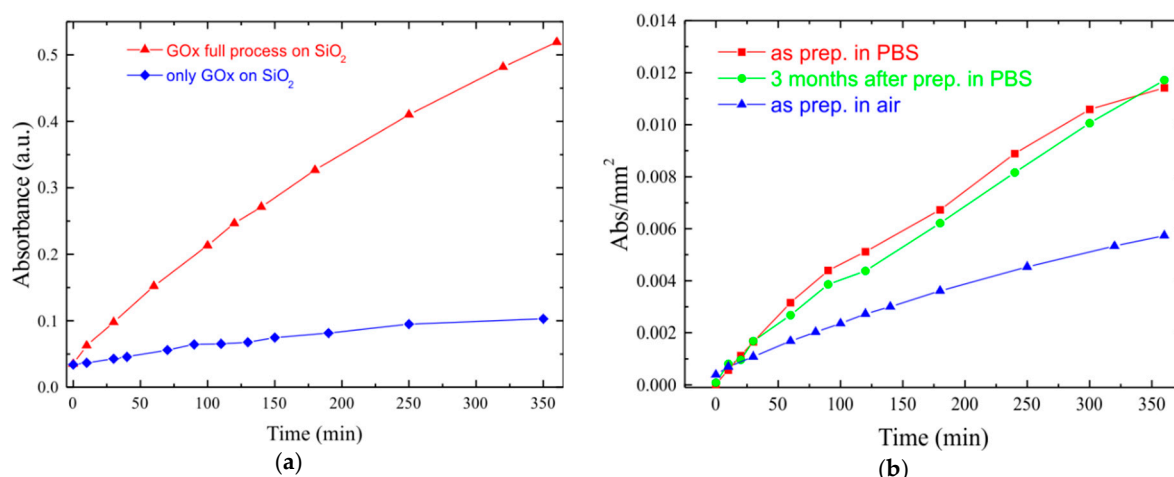 GOx full process on SiO₂
only GOx on SiO₂
Absorbance (a.u.)
0.5
0.4
0.3
0.2
0.1
0.0
0 50 100 150 200 250 300 350
Time (min)
(a)
as prep. in PBS
3 months after prep. in PBS
as prep. in air
Abs/mm²
0.014
0.012
0.010
0.008
0.006
0.004
0.002
0.000
0 50 100 150 200 250 300 350
Time (min)
(b)